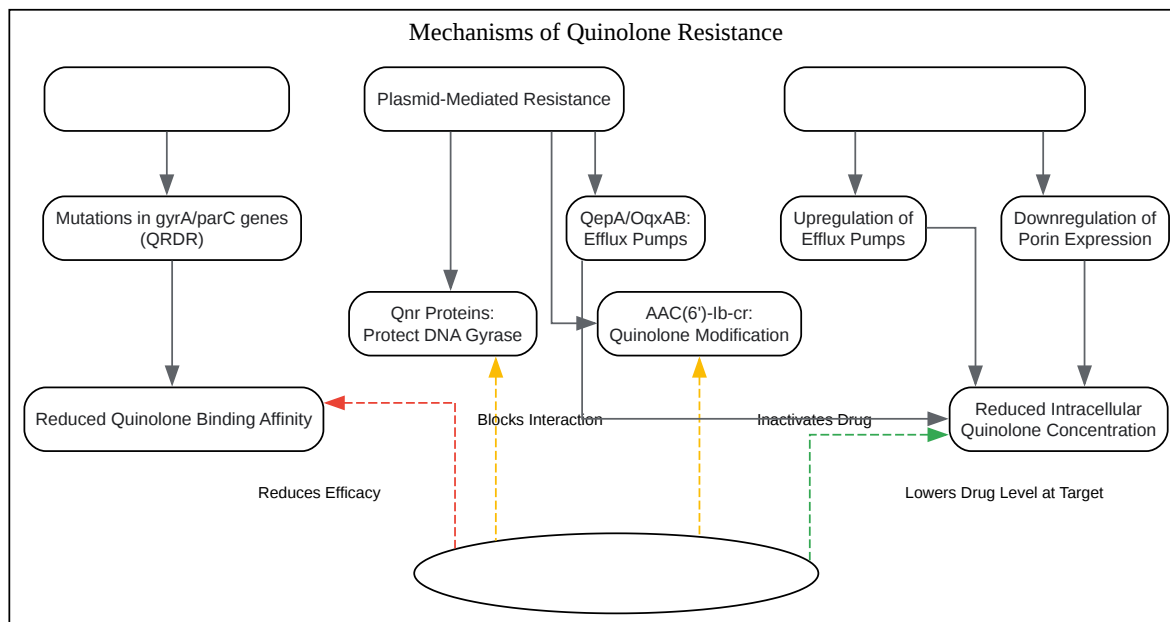 Mechanisms of Quinolone Resistance
Plasmid-Mediated Resistance
Mutations in gyrA/parC genes
(QRDR)
QepA/OqxAB:
Efflux Pumps
Upregulation of
Efflux Pumps
Downregulation of
Porin Expression
Qnr Proteins:
Protect DNA Gyrase
AAC(6')-Ib-cr:
Quinolone Modification
Reduced Quinolone Binding Affinity
Blocks Interaction
Inactivates Drug
Reduced Intracellular
Quinolone Concentration
Reduces Efficacy
Lowers Drug Level at Target